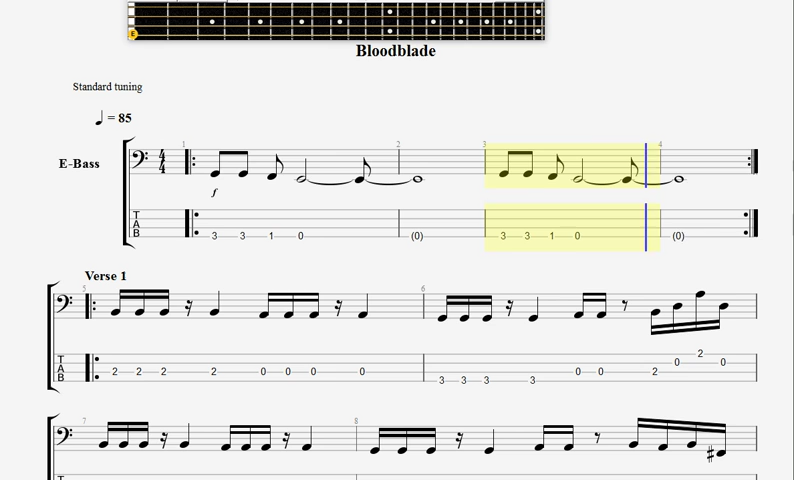 E
Bloodblade
Standard tuning
= 85
1 2 3 4
E-Bass
4 4
f
T A B
3 3 1 0 (0) 3 3 1 0 (0)
Verse 1
5 6
T A B
2 2 2 2 0 0 0 0 3 3 3 3 0 0 2 0 2 0
7 8